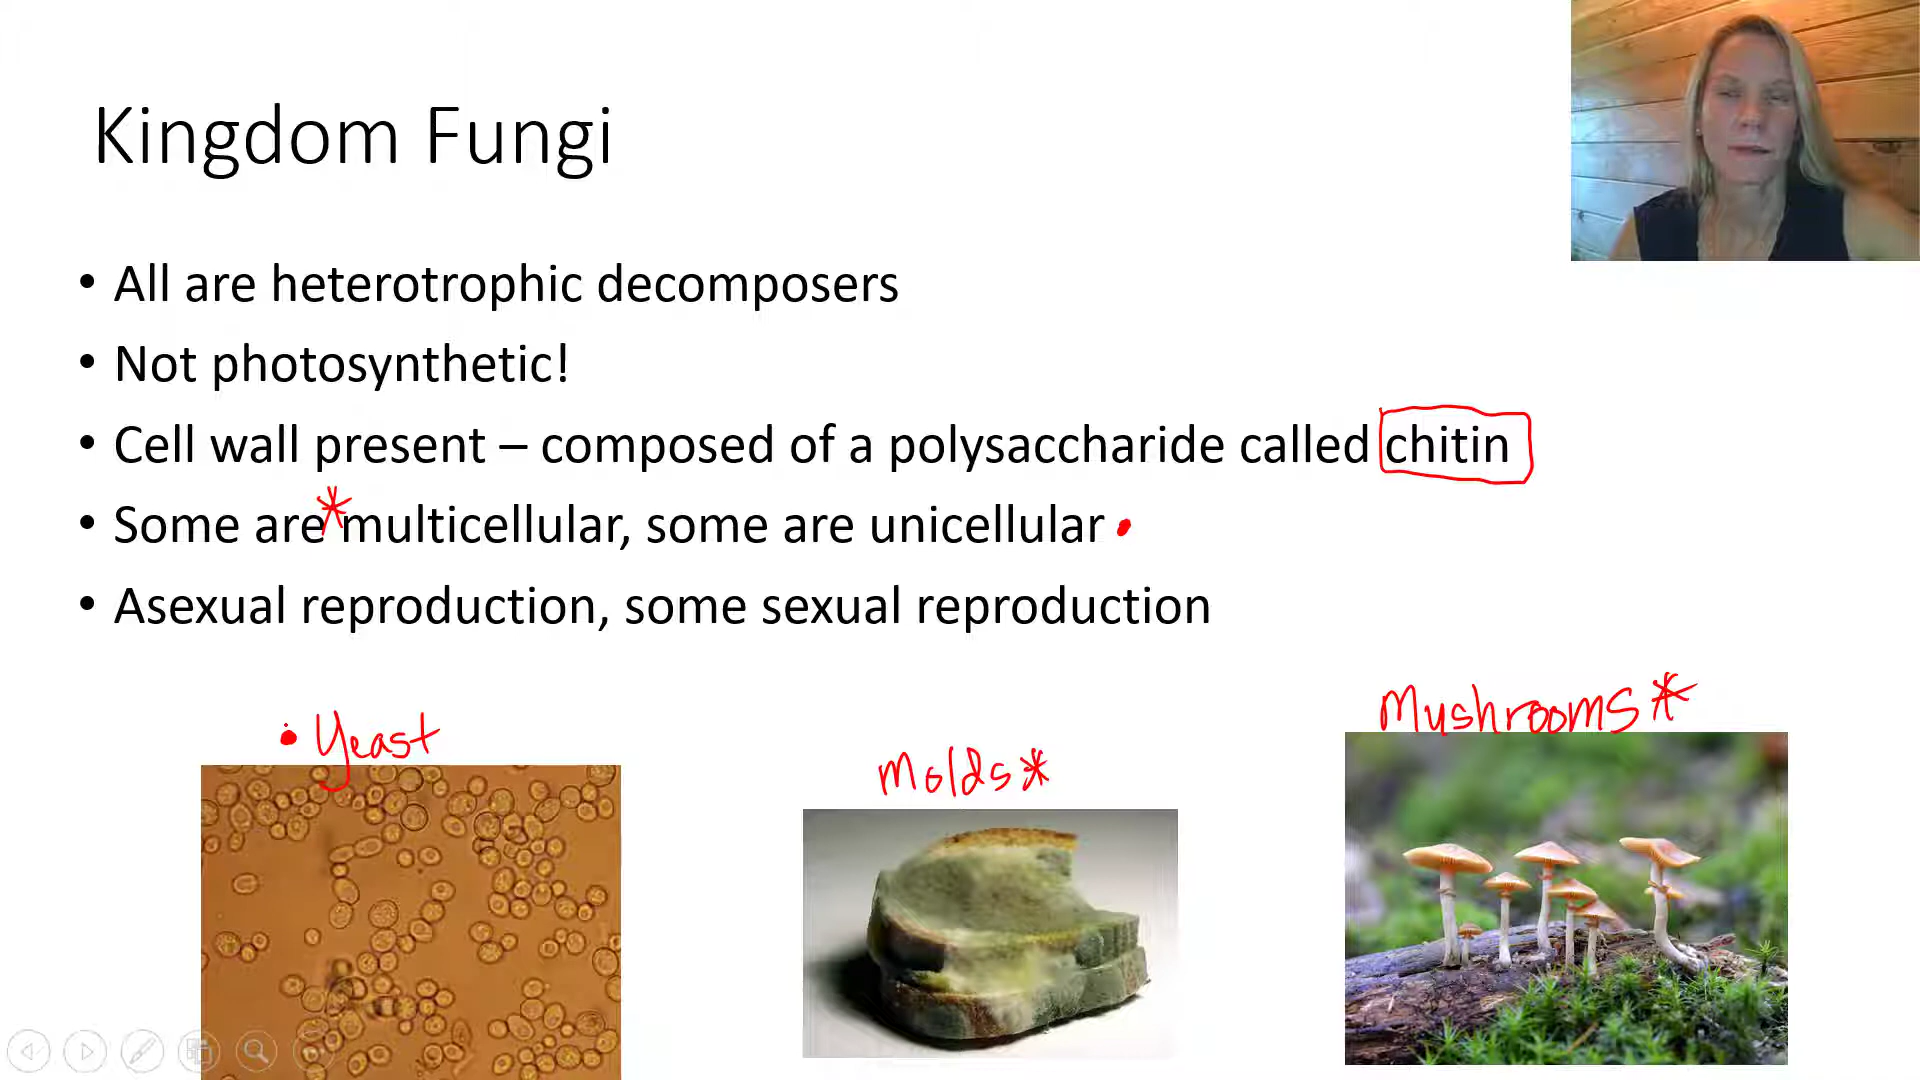 Kingdom Fungi
• All are heterotrophic decomposers
• Not photosynthetic!
• Cell wall present – composed of a polysaccharide called chitin
• Some are *multicellular, some are unicellular •
• Asexual reproduction, some sexual reproduction
• Yeast
Molds*
Mushrooms*